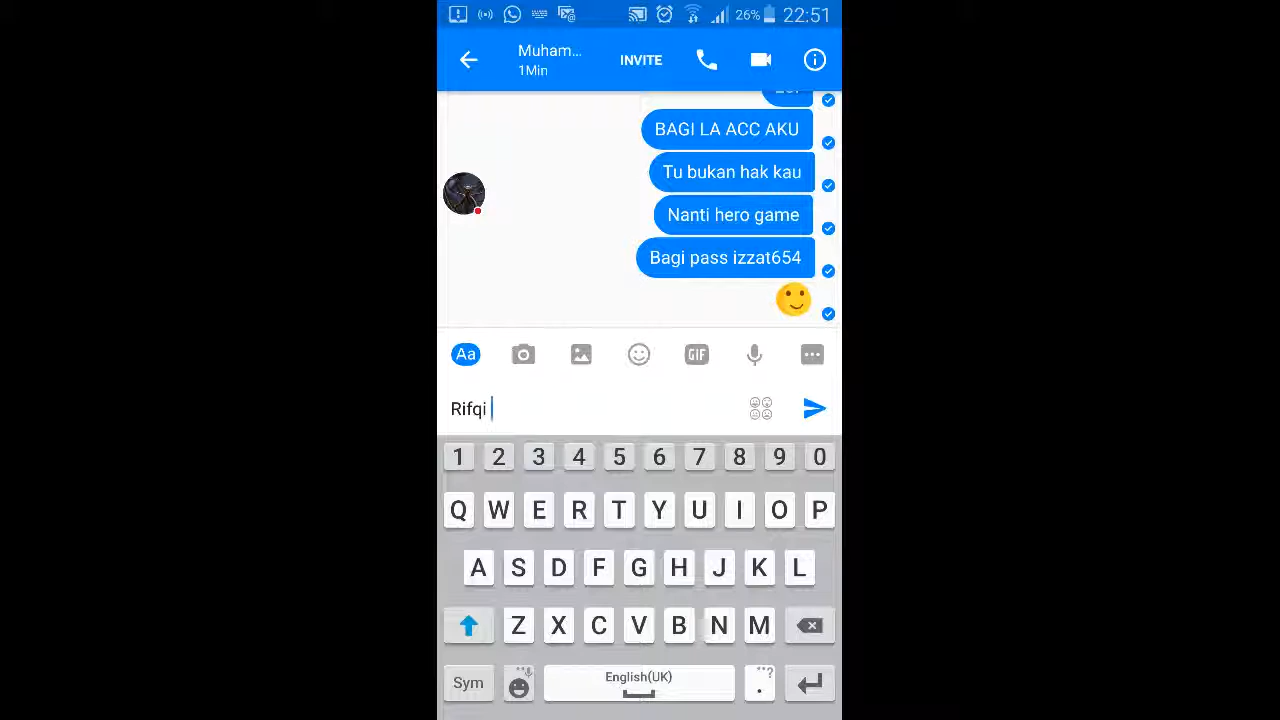 26% 22:51
Muham...
1Min
INVITE
BAGI LA ACC AKU
Tu bukan hak kau
Nanti hero game
Bagi pass izzat654
Aa
GIF
Rifqi
1 2 3 4 5 6 7 8 9 0
Q W E R T Y U I O P
A S D F G H J K L
Z X C V B N M
Sym
English(UK)
. ?